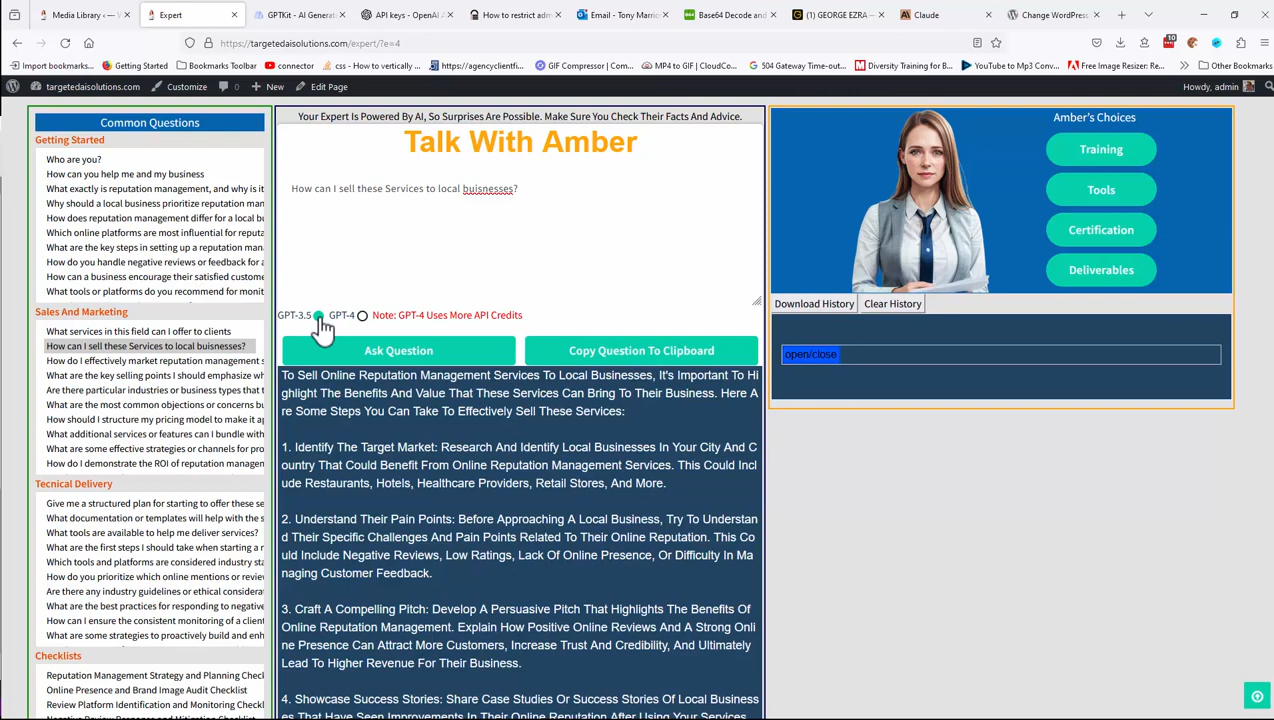 Media Library ‹ —
Expert
GPTKit - AI Generat
API keys - OpenAI A
How to restrict adm
Email - Tony Marrio
Base64 Decode and
(1) GEORGE EZRA —
Claude
Change WordPress
https://targetedaisolutions.com/expert/?e=4
10
Import bookmarks...
Getting Started
Bookmarks Toolbar
connector
css - How to vertically ...
https://agencyclientfi...
GIF Compressor | Com...
MP4 to GIF | CloudCo...
504 Gateway Time-out...
Diversity Training for B...
YouTube to Mp3 Conv...
Free Image Resizer: Re...
Other Bookmarks
targetedaisolutions.com
Customize
0
New
Edit Page
Howdy, admin
Common Questions
Getting Started
Who are you?
How can you help me and my business
What exactly is reputation management, and why is it
Why should a local business prioritize reputation man
How does reputation management differ for a local bu
Which online platforms are most influential for reputa
What are the key steps in setting up a reputation man
How do you handle negative reviews or feedback for a
How can a business encourage their satisfied custome
What tools or platforms do you recommend for monit
Sales And Marketing
What services in this field can I offer to clients
How can I sell these Services to local buisnesses?
How do I effectively market reputation management s
What are the key selling points I should emphasize wh
Are there particular industries or business types that t
What are the most common objections or concerns bu
How should I structure my pricing model to make it ap
What additional services or features can I bundle with
What are some effective strategies or channels for pro
How do I demonstrate the ROI of reputation managen
Tecnical Delivery
Give me a structured plan for starting to offer these se
What documentation or templates will help with the s
What tools are available to help me deliver services?
What are the first steps I should take when starting a r
Which tools and platforms are considered industry sta
How do you prioritize which online mentions or review
Are there any industry guidelines or ethical considerat
What are the best practices for responding to negative
How can I ensure the consistent monitoring of a client
What are some strategies to proactively build and enh
Checklists
Reputation Management Strategy and Planning Check
Online Presence and Brand Image Audit Checklist
Review Platform Identification and Monitoring Checkl
Negative Review Response and Mitigation Checklist
Your Expert Is Powered By AI, So Surprises Are Possible. Make Sure You Check Their Facts And Advice.
Talk With Amber
How can I sell these Services to local buisnesses?
GPT-3.5 GPT-4 Note: GPT-4 Uses More API Credits
Ask Question
Copy Question To Clipboard
To Sell Online Reputation Management Services To Local Businesses, It's Important To Hi
ghlight The Benefits And Value That These Services Can Bring To Their Business. Here A
re Some Steps You Can Take To Effectively Sell These Services:
1. Identify The Target Market: Research And Identify Local Businesses In Your City And C
ountry That Could Benefit From Online Reputation Management Services. This Could Incl
ude Restaurants, Hotels, Healthcare Providers, Retail Stores, And More.
2. Understand Their Pain Points: Before Approaching A Local Business, Try To Understan
d Their Specific Challenges And Pain Points Related To Their Online Reputation. This Co
uld Include Negative Reviews, Low Ratings, Lack Of Online Presence, Or Difficulty In Ma
naging Customer Feedback.
3. Craft A Compelling Pitch: Develop A Persuasive Pitch That Highlights The Benefits Of
Online Reputation Management. Explain How Positive Online Reviews And A Strong Onli
ne Presence Can Attract More Customers, Increase Trust And Credibility, And Ultimately
Lead To Higher Revenue For Their Business.
4. Showcase Success Stories: Share Case Studies Or Success Stories Of Local Business
es That Have Seen Improvements In Their Online Reputation After Using Your Services.
Amber's Choices
Training
Tools
Certification
Deliverables
Download History
Clear History
open/close